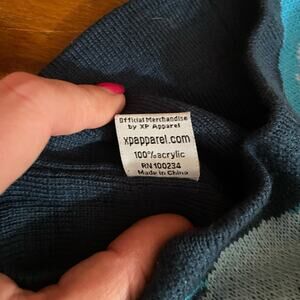 Official Merchandise
by XP Apparel
xpapparel.com
100% acrylic
RN 100234
Made in China